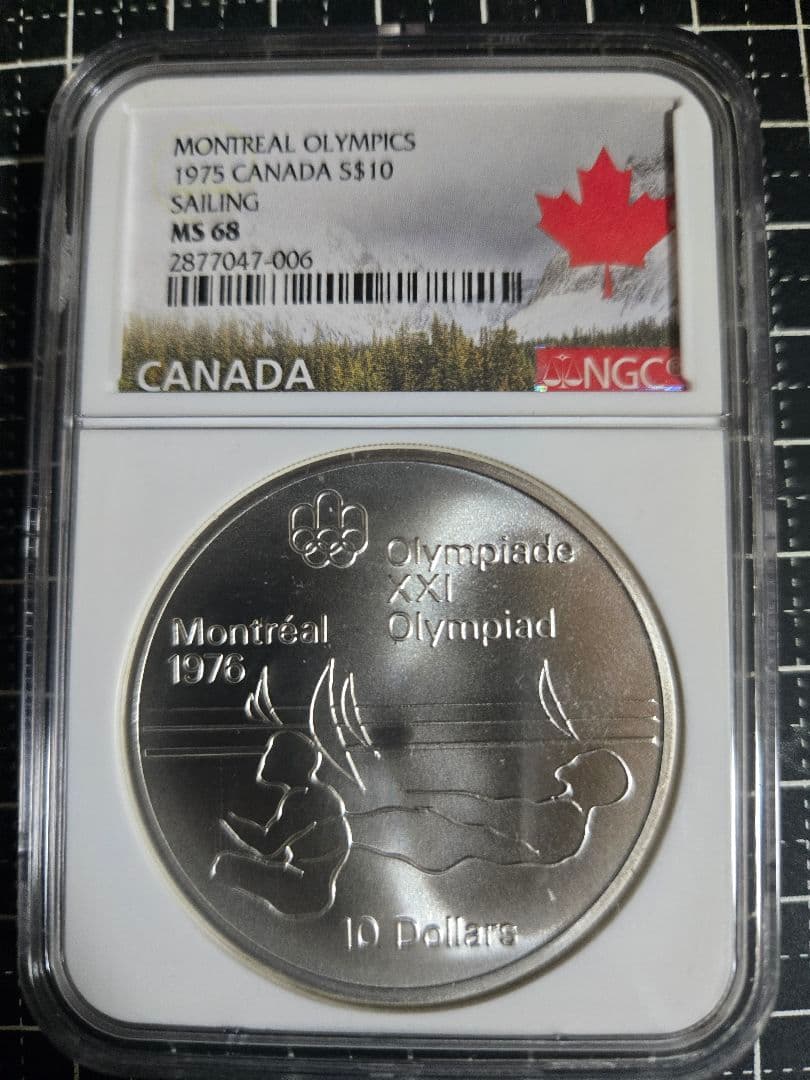 MONTREAL OLYMPICS
1975 CANADA S$10
SAILING
MS 68
2877047-006
CANADA
NGC
Olympiade
XXI
Olympiad
Montréal
1976
10 Dollars